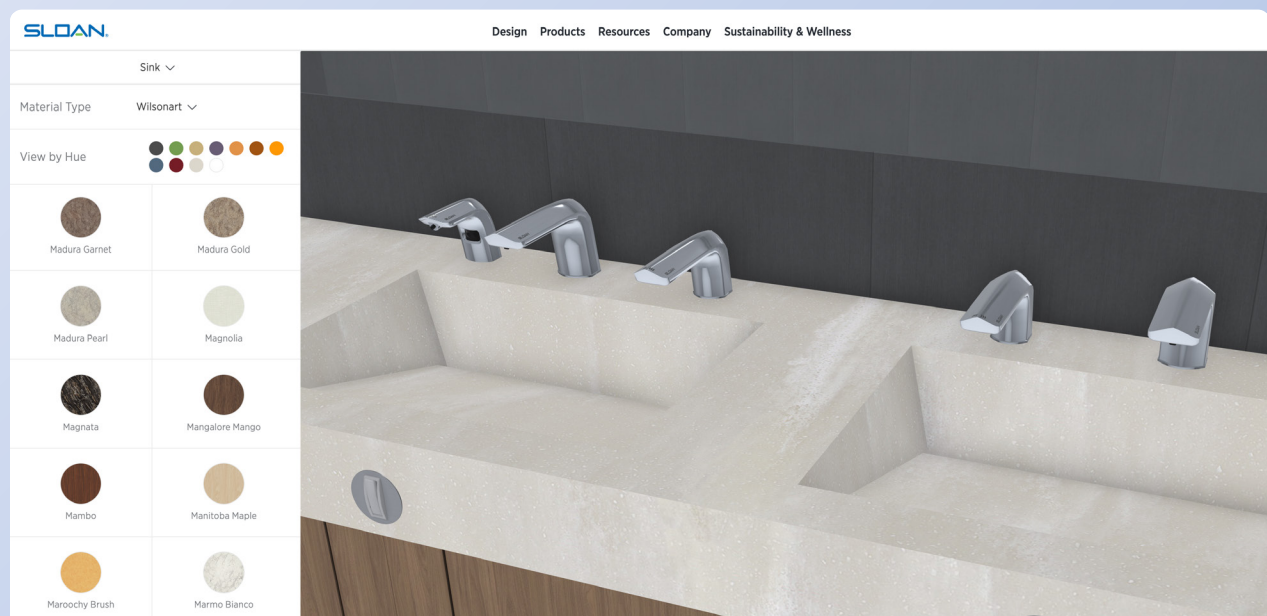 SLOAN.
Design Products Resources Company Sustainability & Wellness
Sink
Material Type Wilsonart
View by Hue
Madura Garnet Madura Gold
Madura Pearl Magnolia
Magnata Mangalore Mango
Mambo Manitoba Maple
Maroochy Brush Marmo Bianco